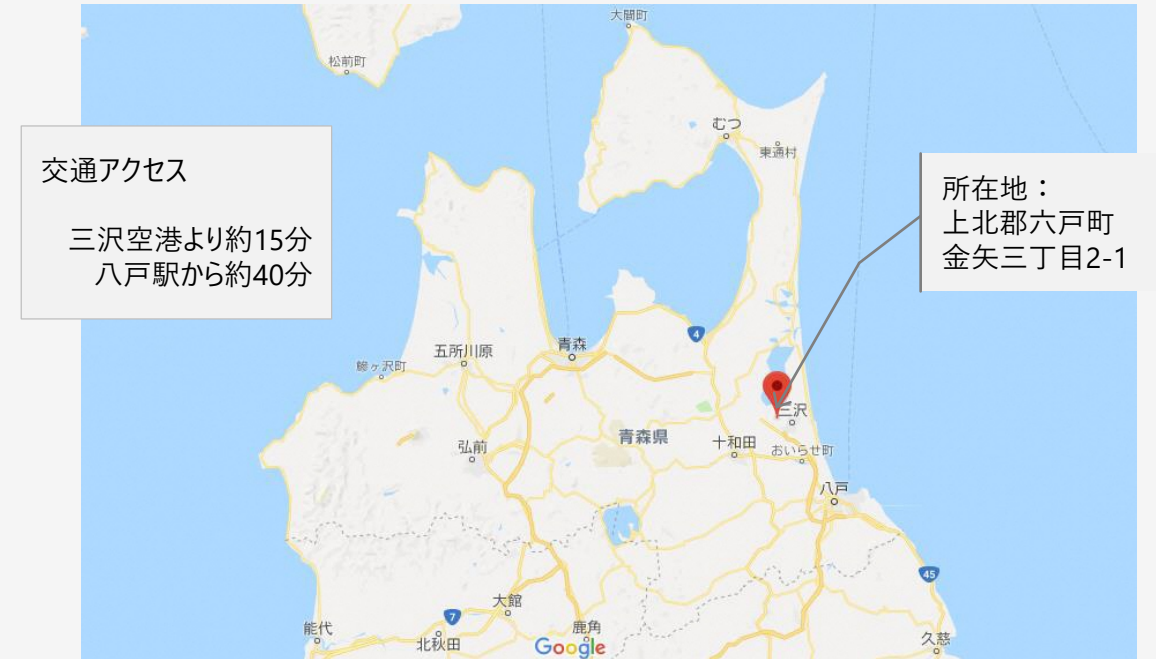 交通アクセス
三沢空港より約15分
八戸駅から約40分
所在地：
上北郡六戸町
金矢三丁目2-1
大間町
松前町
むつ
東通村
4
青森
五所川原
鰺ヶ沢町
三沢
青森県
十和田
弘前
おいらせ町
八戸
45
大館
7
能代
北秋田
鹿角
久慈
Google